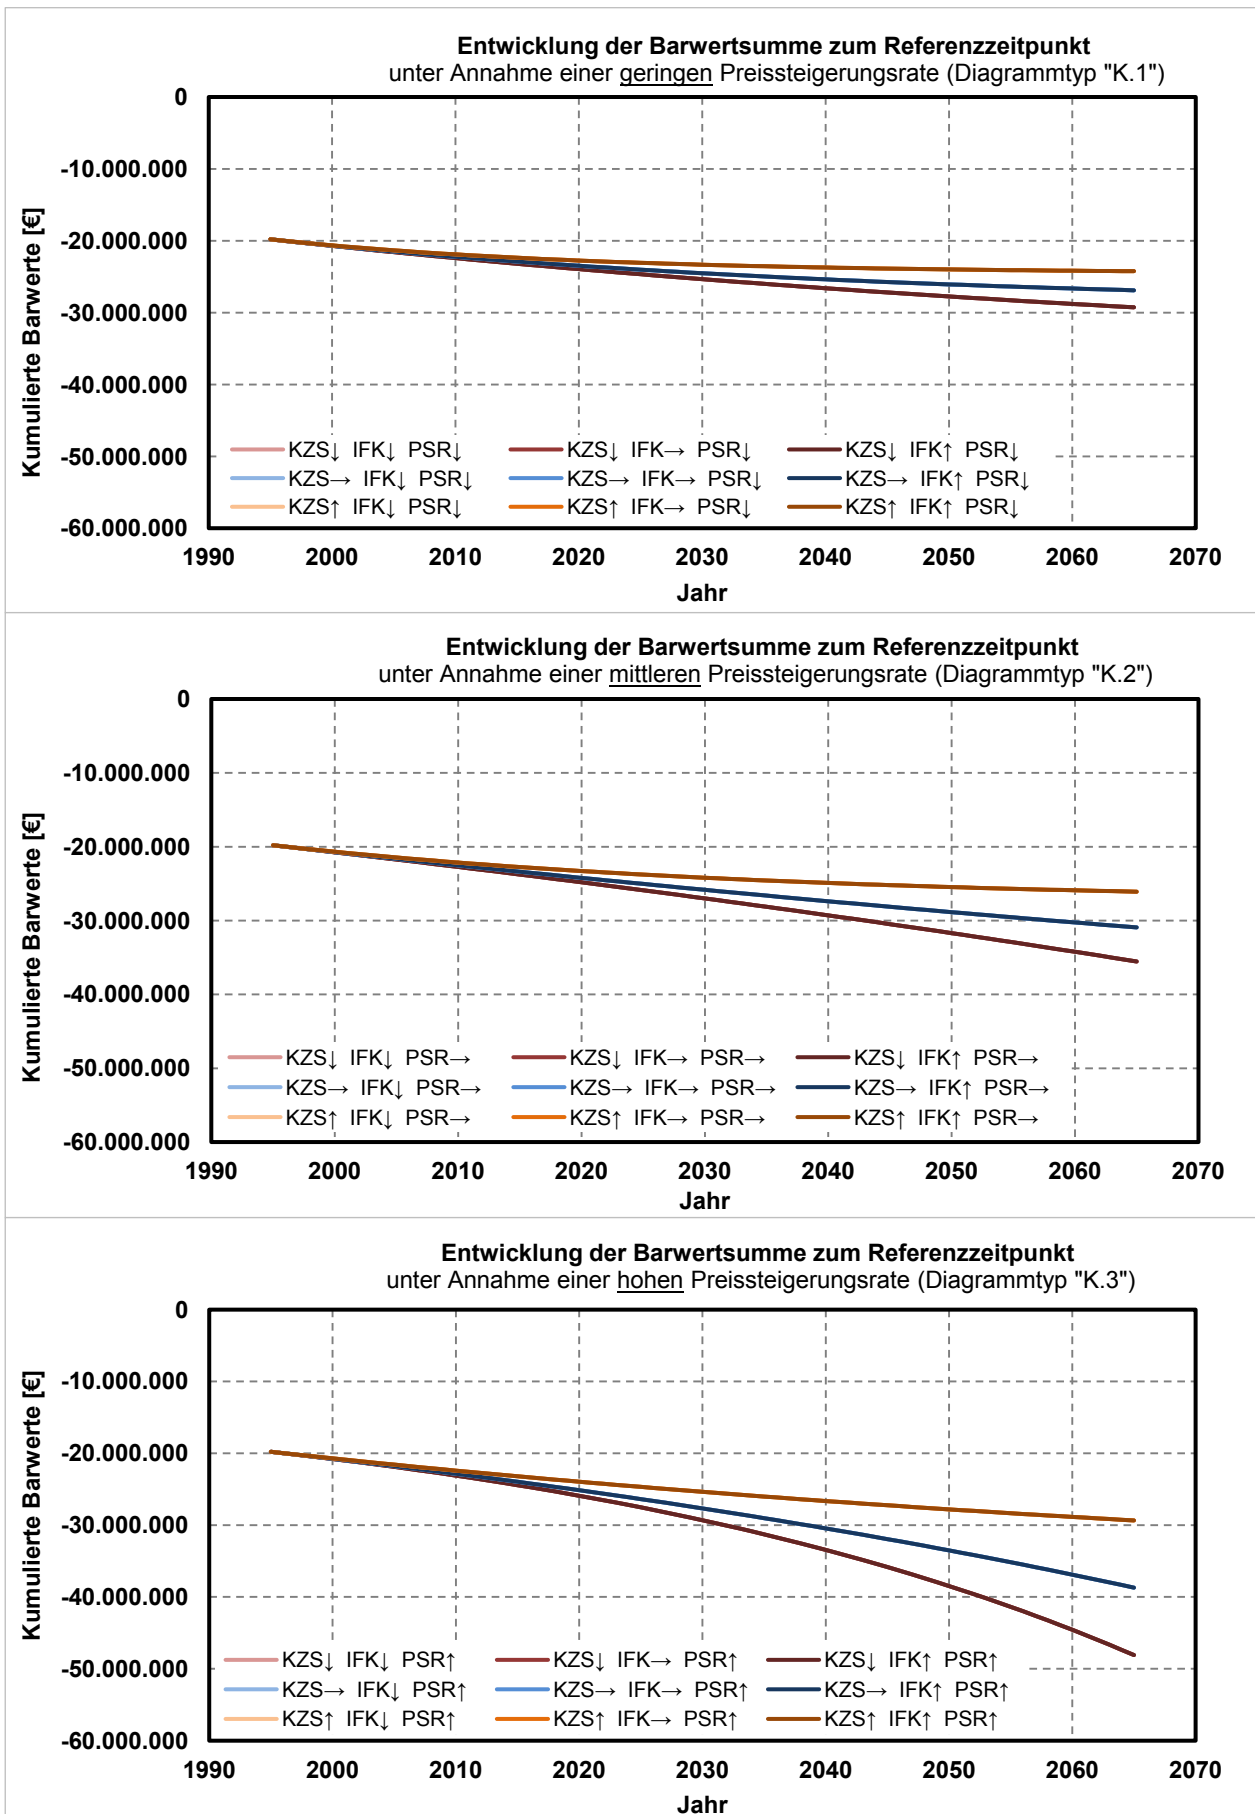 Entwicklung der Barwertsumme zum Referenzzeitpunkt
unter Annahme einer geringen Preissteigerungsrate (Diagrammtyp "K.1")
Kumulierte Barwerte [€]
0
-10.000.000
-20.000.000
-30.000.000
-40.000.000
-50.000.000
-60.000.000
KZS↓ IFK↓ PSR↓ KZS↓ IFK→ PSR↓ KZS↓ IFK↑ PSR↓
KZS→ IFK↓ PSR↓ KZS→ IFK→ PSR↓ KZS→ IFK↑ PSR↓
KZS↑ IFK↓ PSR↓ KZS↑ IFK→ PSR↓ KZS↑ IFK↑ PSR↓
1990 2000 2010 2020 2030 2040 2050 2060 2070
Jahr
Entwicklung der Barwertsumme zum Referenzzeitpunkt
unter Annahme einer mittleren Preissteigerungsrate (Diagrammtyp "K.2")
Kumulierte Barwerte [€]
0
-10.000.000
-20.000.000
-30.000.000
-40.000.000
-50.000.000
-60.000.000
KZS↓ IFK↓ PSR→ KZS↓ IFK→ PSR→ KZS↓ IFK↑ PSR→
KZS→ IFK↓ PSR→ KZS→ IFK→ PSR→ KZS→ IFK↑ PSR→
KZS↑ IFK↓ PSR→ KZS↑ IFK→ PSR→ KZS↑ IFK↑ PSR→
1990 2000 2010 2020 2030 2040 2050 2060 2070
Jahr
Entwicklung der Barwertsumme zum Referenzzeitpunkt
unter Annahme einer hohen Preissteigerungsrate (Diagrammtyp "K.3")
Kumulierte Barwerte [€]
0
-10.000.000
-20.000.000
-30.000.000
-40.000.000
-50.000.000
-60.000.000
KZS↓ IFK↓ PSR↑ KZS↓ IFK→ PSR↑ KZS↓ IFK↑ PSR↑
KZS→ IFK↓ PSR↑ KZS→ IFK→ PSR↑ KZS→ IFK↑ PSR↑
KZS↑ IFK↓ PSR↑ KZS↑ IFK→ PSR↑ KZS↑ IFK↑ PSR↑
1990 2000 2010 2020 2030 2040 2050 2060 2070
Jahr